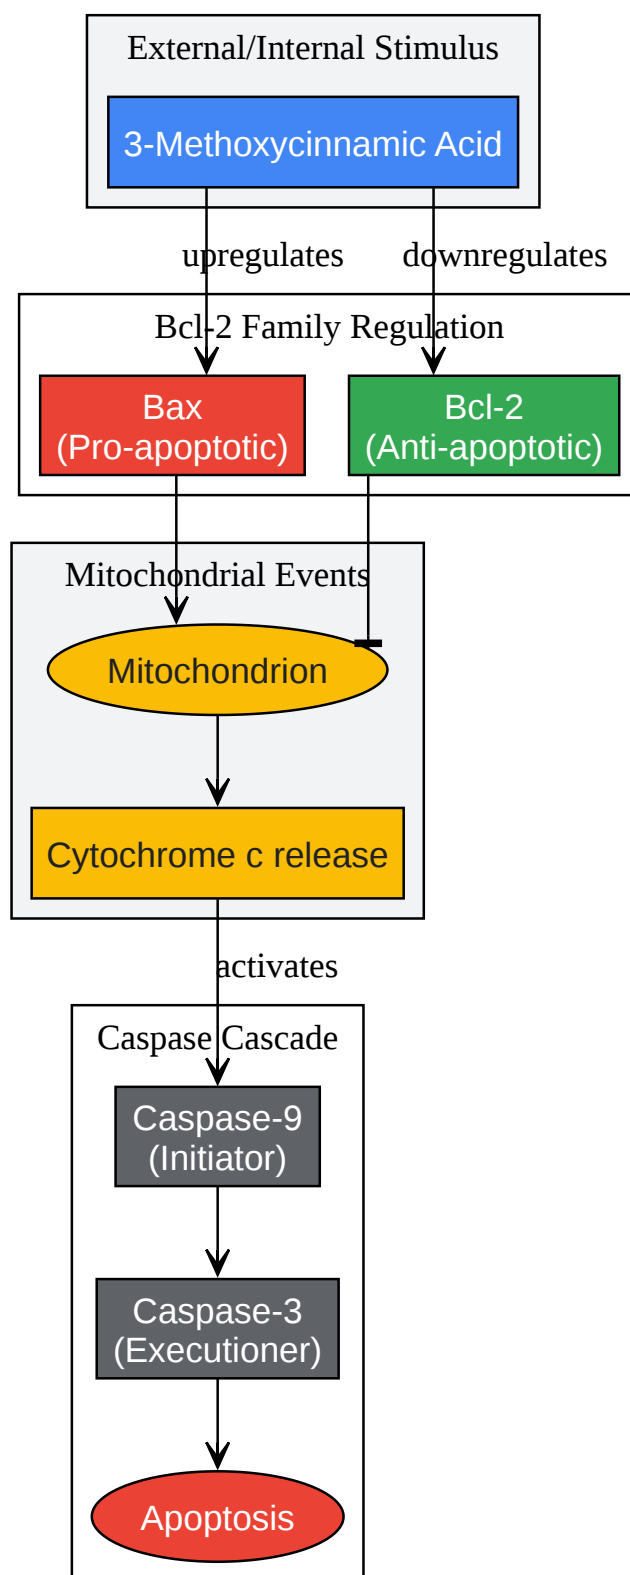 External/Internal Stimulus
3-Methoxycinnamic Acid
upregulates
downregulates
Bcl-2 Family Regulation
Bax
(Pro-apoptotic)
Bcl-2
(Anti-apoptotic)
Mitochondrial Events
Mitochondrion
Cytochrome c release
activates
Caspase Cascade
Caspase-9
(Initiator)
Caspase-3
(Executioner)
Apoptosis